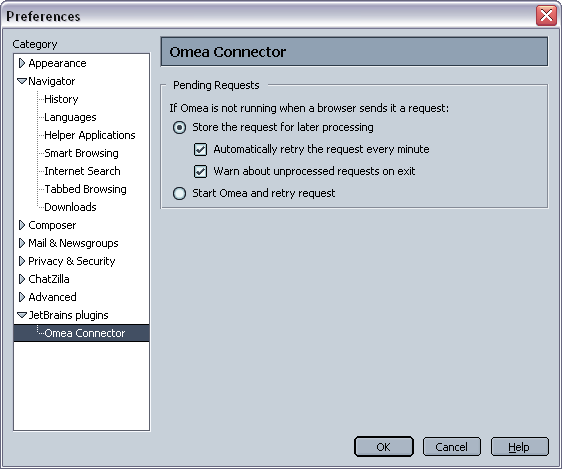 Preferences
Category
Appearance
Navigator
History
Languages
Helper Applications
Smart Browsing
Internet Search
Tabbed Browsing
Downloads
Composer
Mail & Newsgroups
Privacy & Security
ChatZilla
Advanced
JetBrains plugins
Omea Connector
Omea Connector
Pending Requests
If Omea is not running when a browser sends it a request:
Store the request for later processing
Automatically retry the request every minute
Warn about unprocessed requests on exit
Start Omea and retry request
OK
Cancel
Help